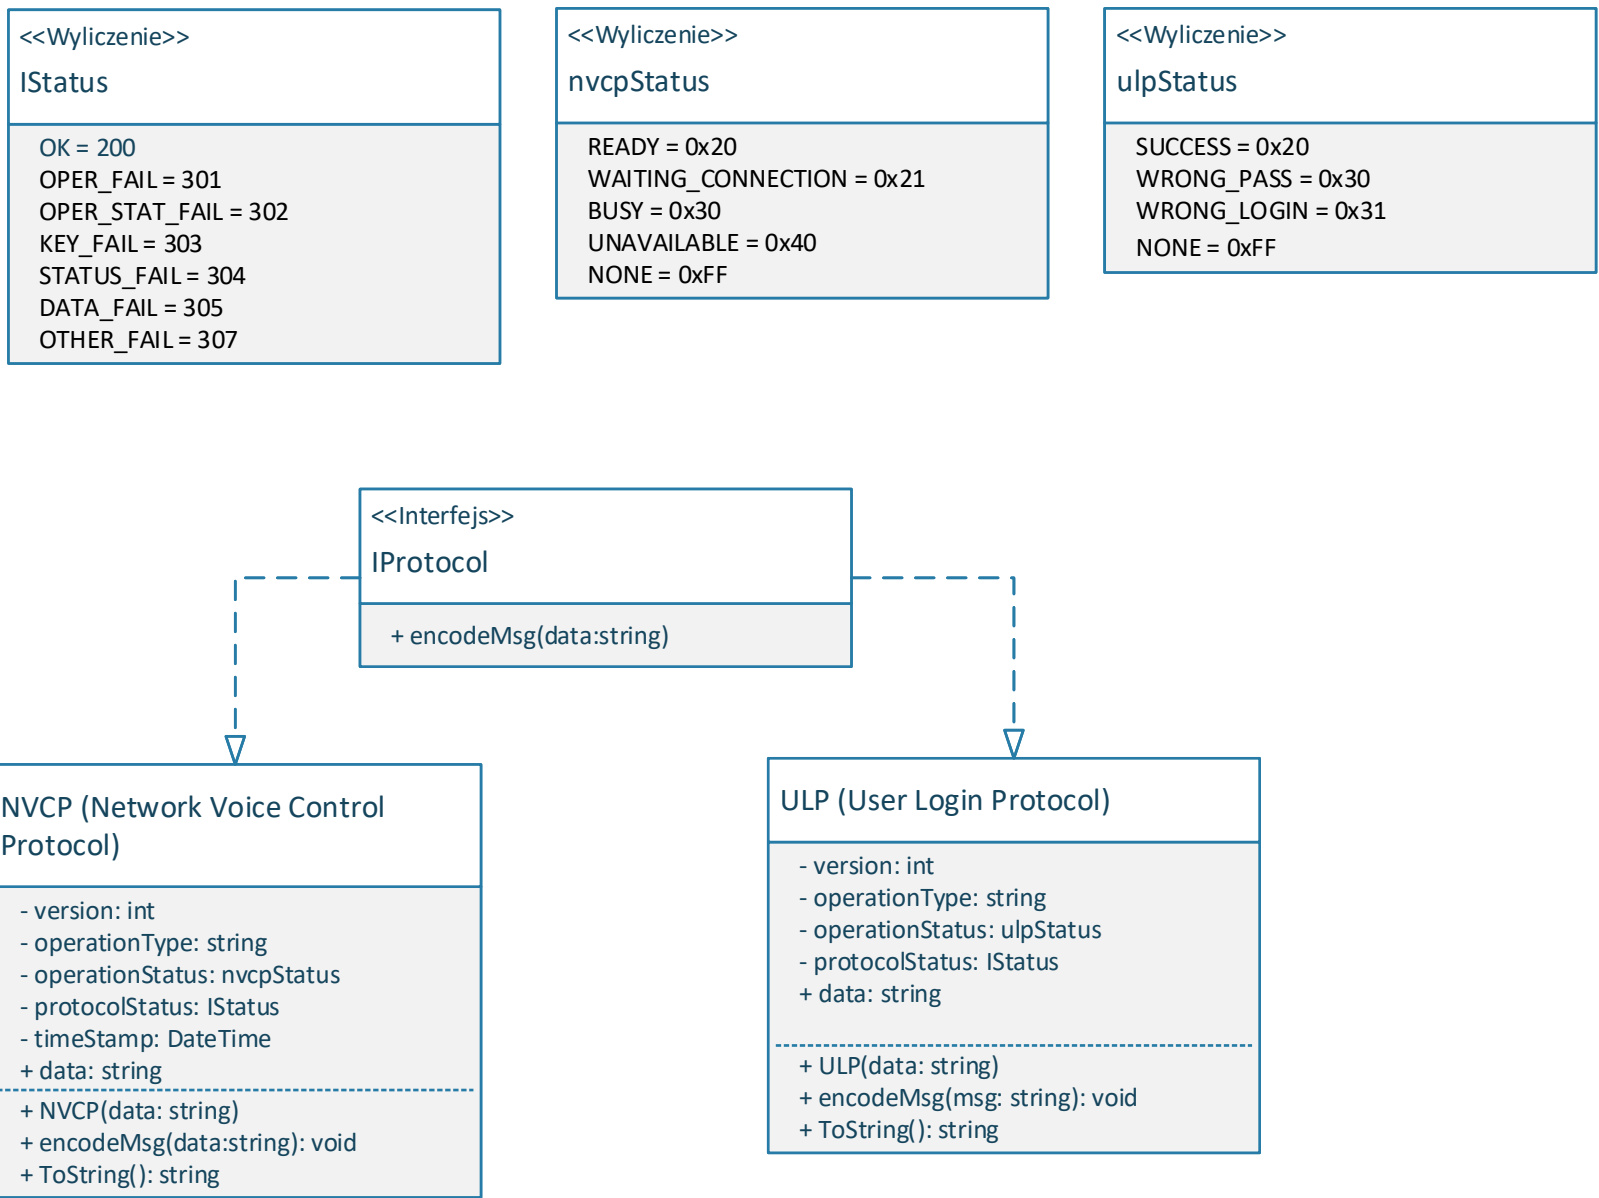 <<Wyliczenie>>
IStatus
OK = 200
OPER_FAIL = 301
OPER_STAT_FAIL = 302
KEY_FAIL = 303
STATUS_FAIL = 304
DATA_FAIL = 305
OTHER_FAIL = 307
<<Wyliczenie>>
nvcpStatus
READY = 0x20
WAITING_CONNECTION = 0x21
BUSY = 0x30
UNAVAILABLE = 0x40
NONE = 0xFF
<<Wyliczenie>>
ulpStatus
SUCCESS = 0x20
WRONG_PASS = 0x30
WRONG_LOGIN = 0x31
NONE = 0xFF
<<Interfejs>>
IProtocol
+ encodeMsg(data:string)
NVCP (Network Voice Control
Protocol)
- version: int
- operationType: string
- operationStatus: nvcpStatus
- protocolStatus: IStatus
- timeStamp: DateTime
+ data: string
+ NVCP(data: string)
+ encodeMsg(data:string): void
+ ToString(): string
ULP (User Login Protocol)
- version: int
- operationType: string
- operationStatus: ulpStatus
- protocolStatus: IStatus
+ data: string
+ ULP(data: string)
+ encodeMsg(msg: string): void
+ ToString(): string